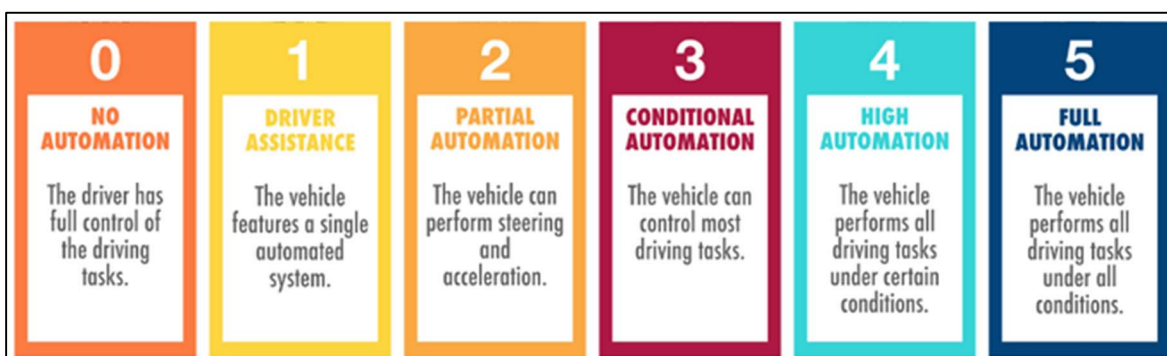 0
NO
AUTOMATION
The driver has
full control of
the driving
tasks.
1
DRIVER
ASSISTANCE
The vehicle
features a single
automated
system.
2
PARTIAL
AUTOMATION
The vehicle can
perform steering
and
acceleration.
3
CONDITIONAL
AUTOMATION
The vehicle can
control most
driving tasks.
4
HIGH
AUTOMATION
The vehicle
performs all
driving tasks
under certain
conditions.
5
FULL
AUTOMATION
The vehicle
performs all
driving tasks
under all
conditions.